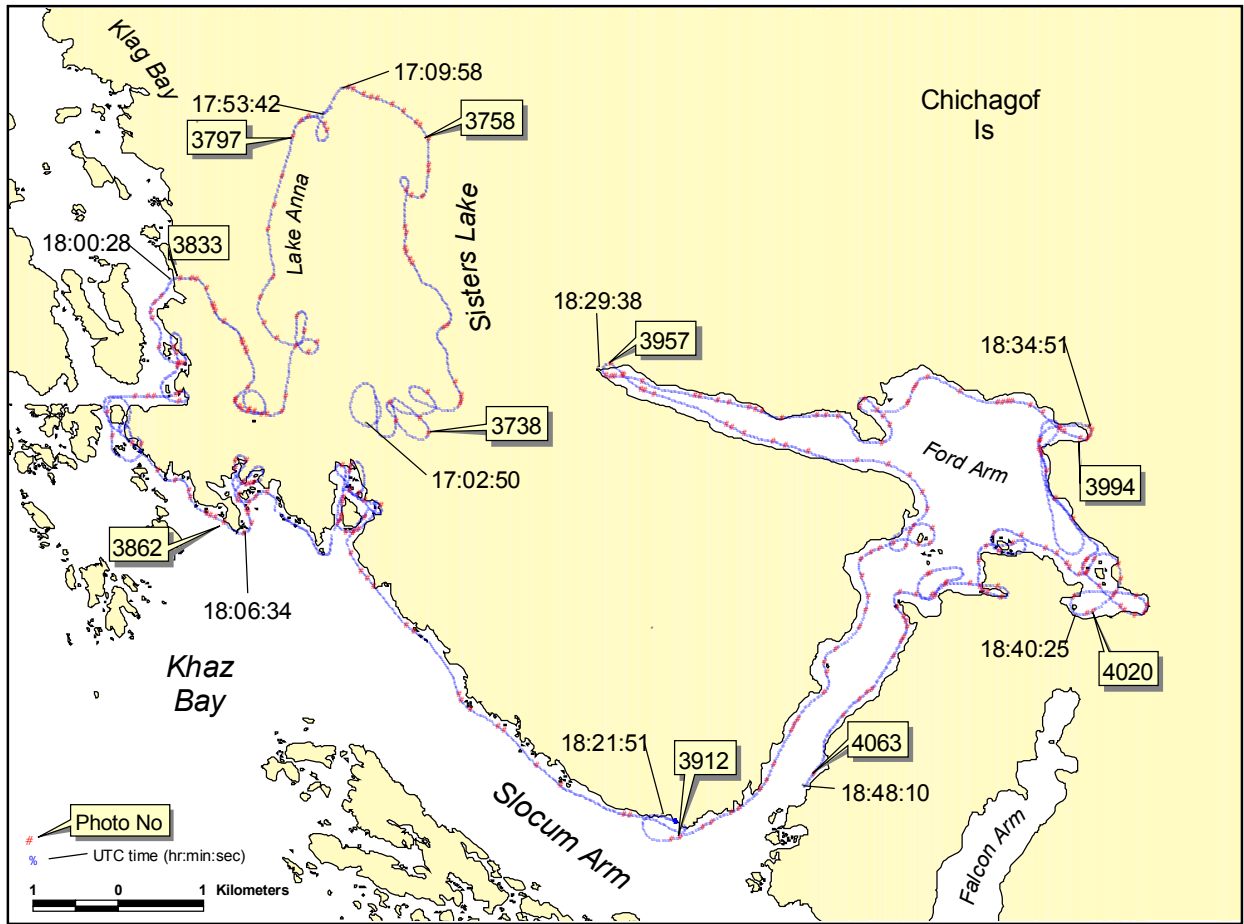 Klag Bay
17:09:58
17:53:42
3797
3758
Chichagof
Is
Lake Anna
Sisters Lake
18:00:28
3833
18:29:38
3957
18:34:51
3738
17:02:50
Ford Arm
3994
3862
18:06:34
18:40:25
4020
Khaz
Bay
18:21:51
3912
4063
18:48:10
Slocum Arm
Falcon Arm
# Photo No
% UTC time (hr:min:sec)
1 0 1 Kilometers